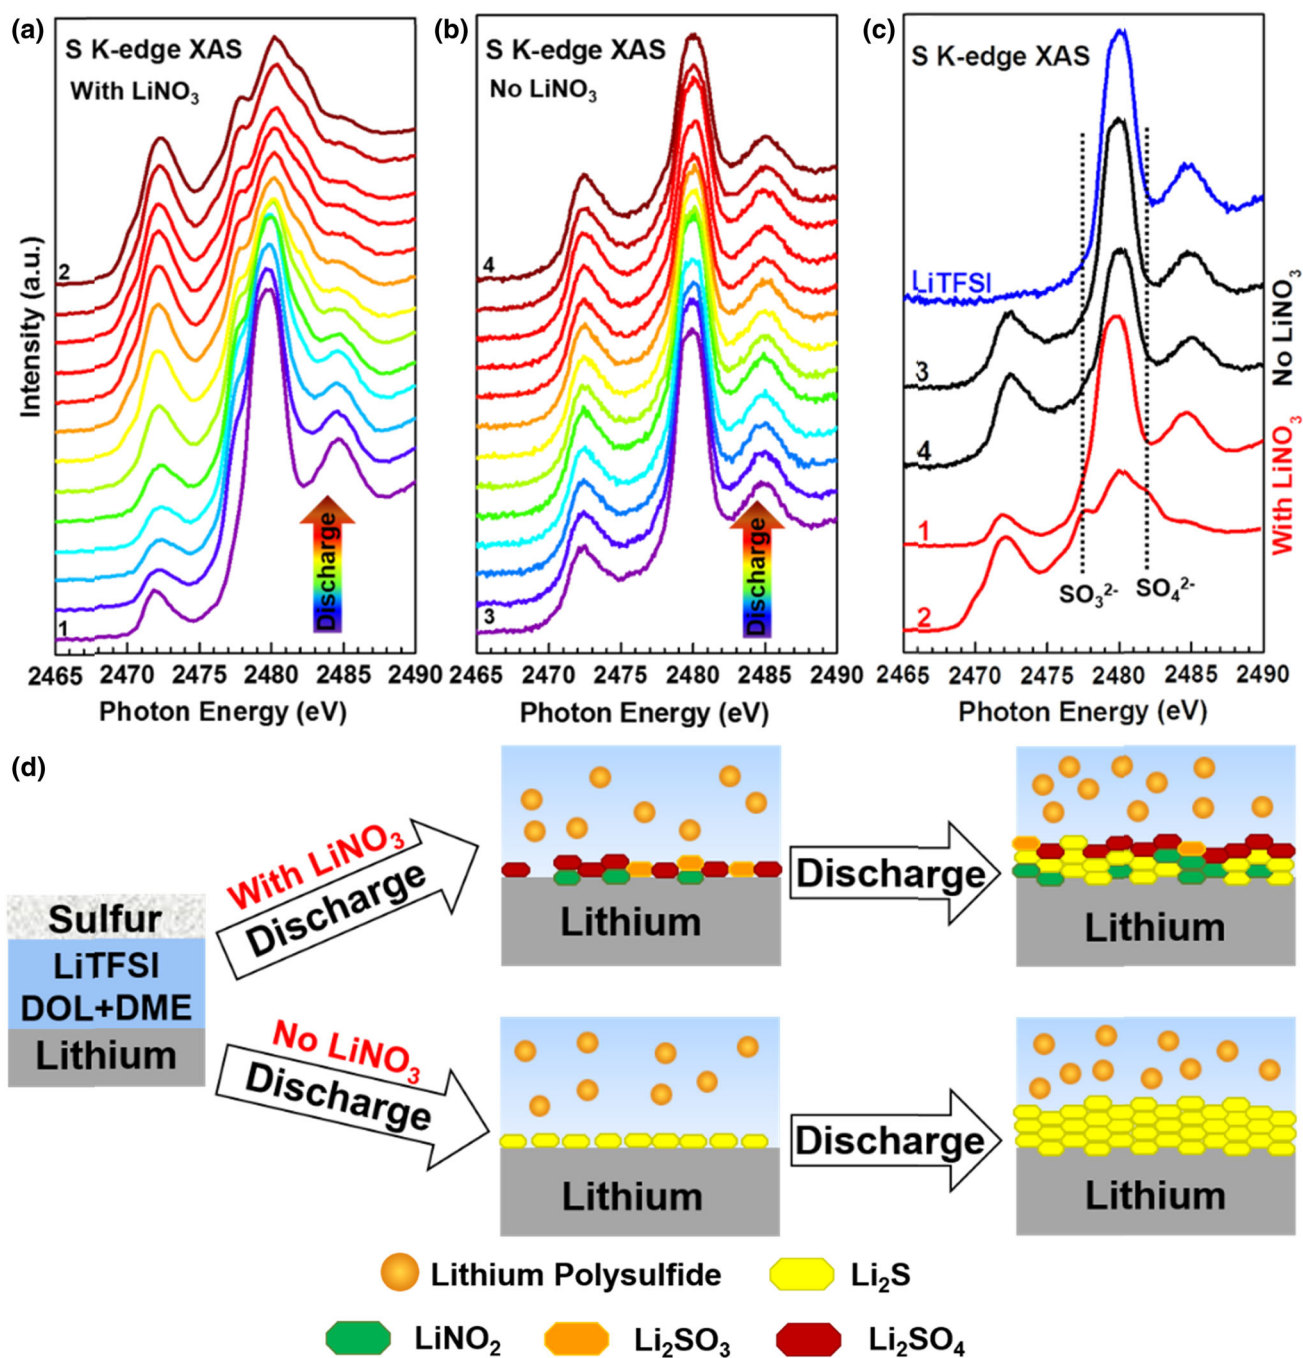 (a)
S K-edge XAS
With LiNO₃
2
1
Discharge
Intensity (a.u.)
2465 2470 2475 2480 2485 2490
Photon Energy (eV)
(b)
S K-edge XAS
No LiNO₃
4
3
Discharge
2465 2470 2475 2480 2485 2490
Photon Energy (eV)
(c)
S K-edge XAS
LiTFSI
3
4
1
2
SO₃²⁻
SO₄²⁻
No LiNO₃
With LiNO₃
2465 2470 2475 2480 2485 2490
Photon Energy (eV)
(d)
Sulfur
LiTFSI
DOL+DME
Lithium
With LiNO₃
Discharge
Lithium
Discharge
Lithium
No LiNO₃
Discharge
Lithium
Discharge
Lithium
Lithium Polysulfide
Li₂S
LiNO₂
Li₂SO₃
Li₂SO₄